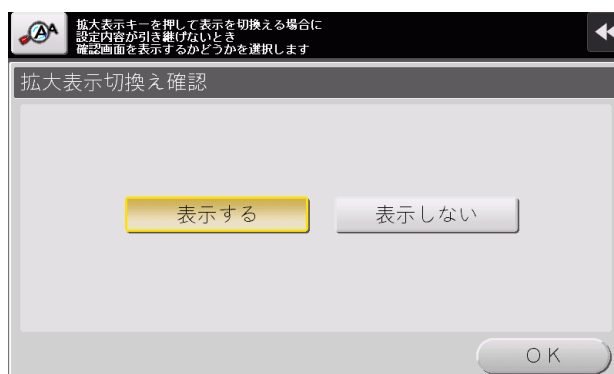 拡大表示キーを押して表示を切換える場合に
設定内容が引き継げないとき
確認画面を表示するかどうかを選択します
拡大表示切換え確認
表示する
表示しない
ＯＫ